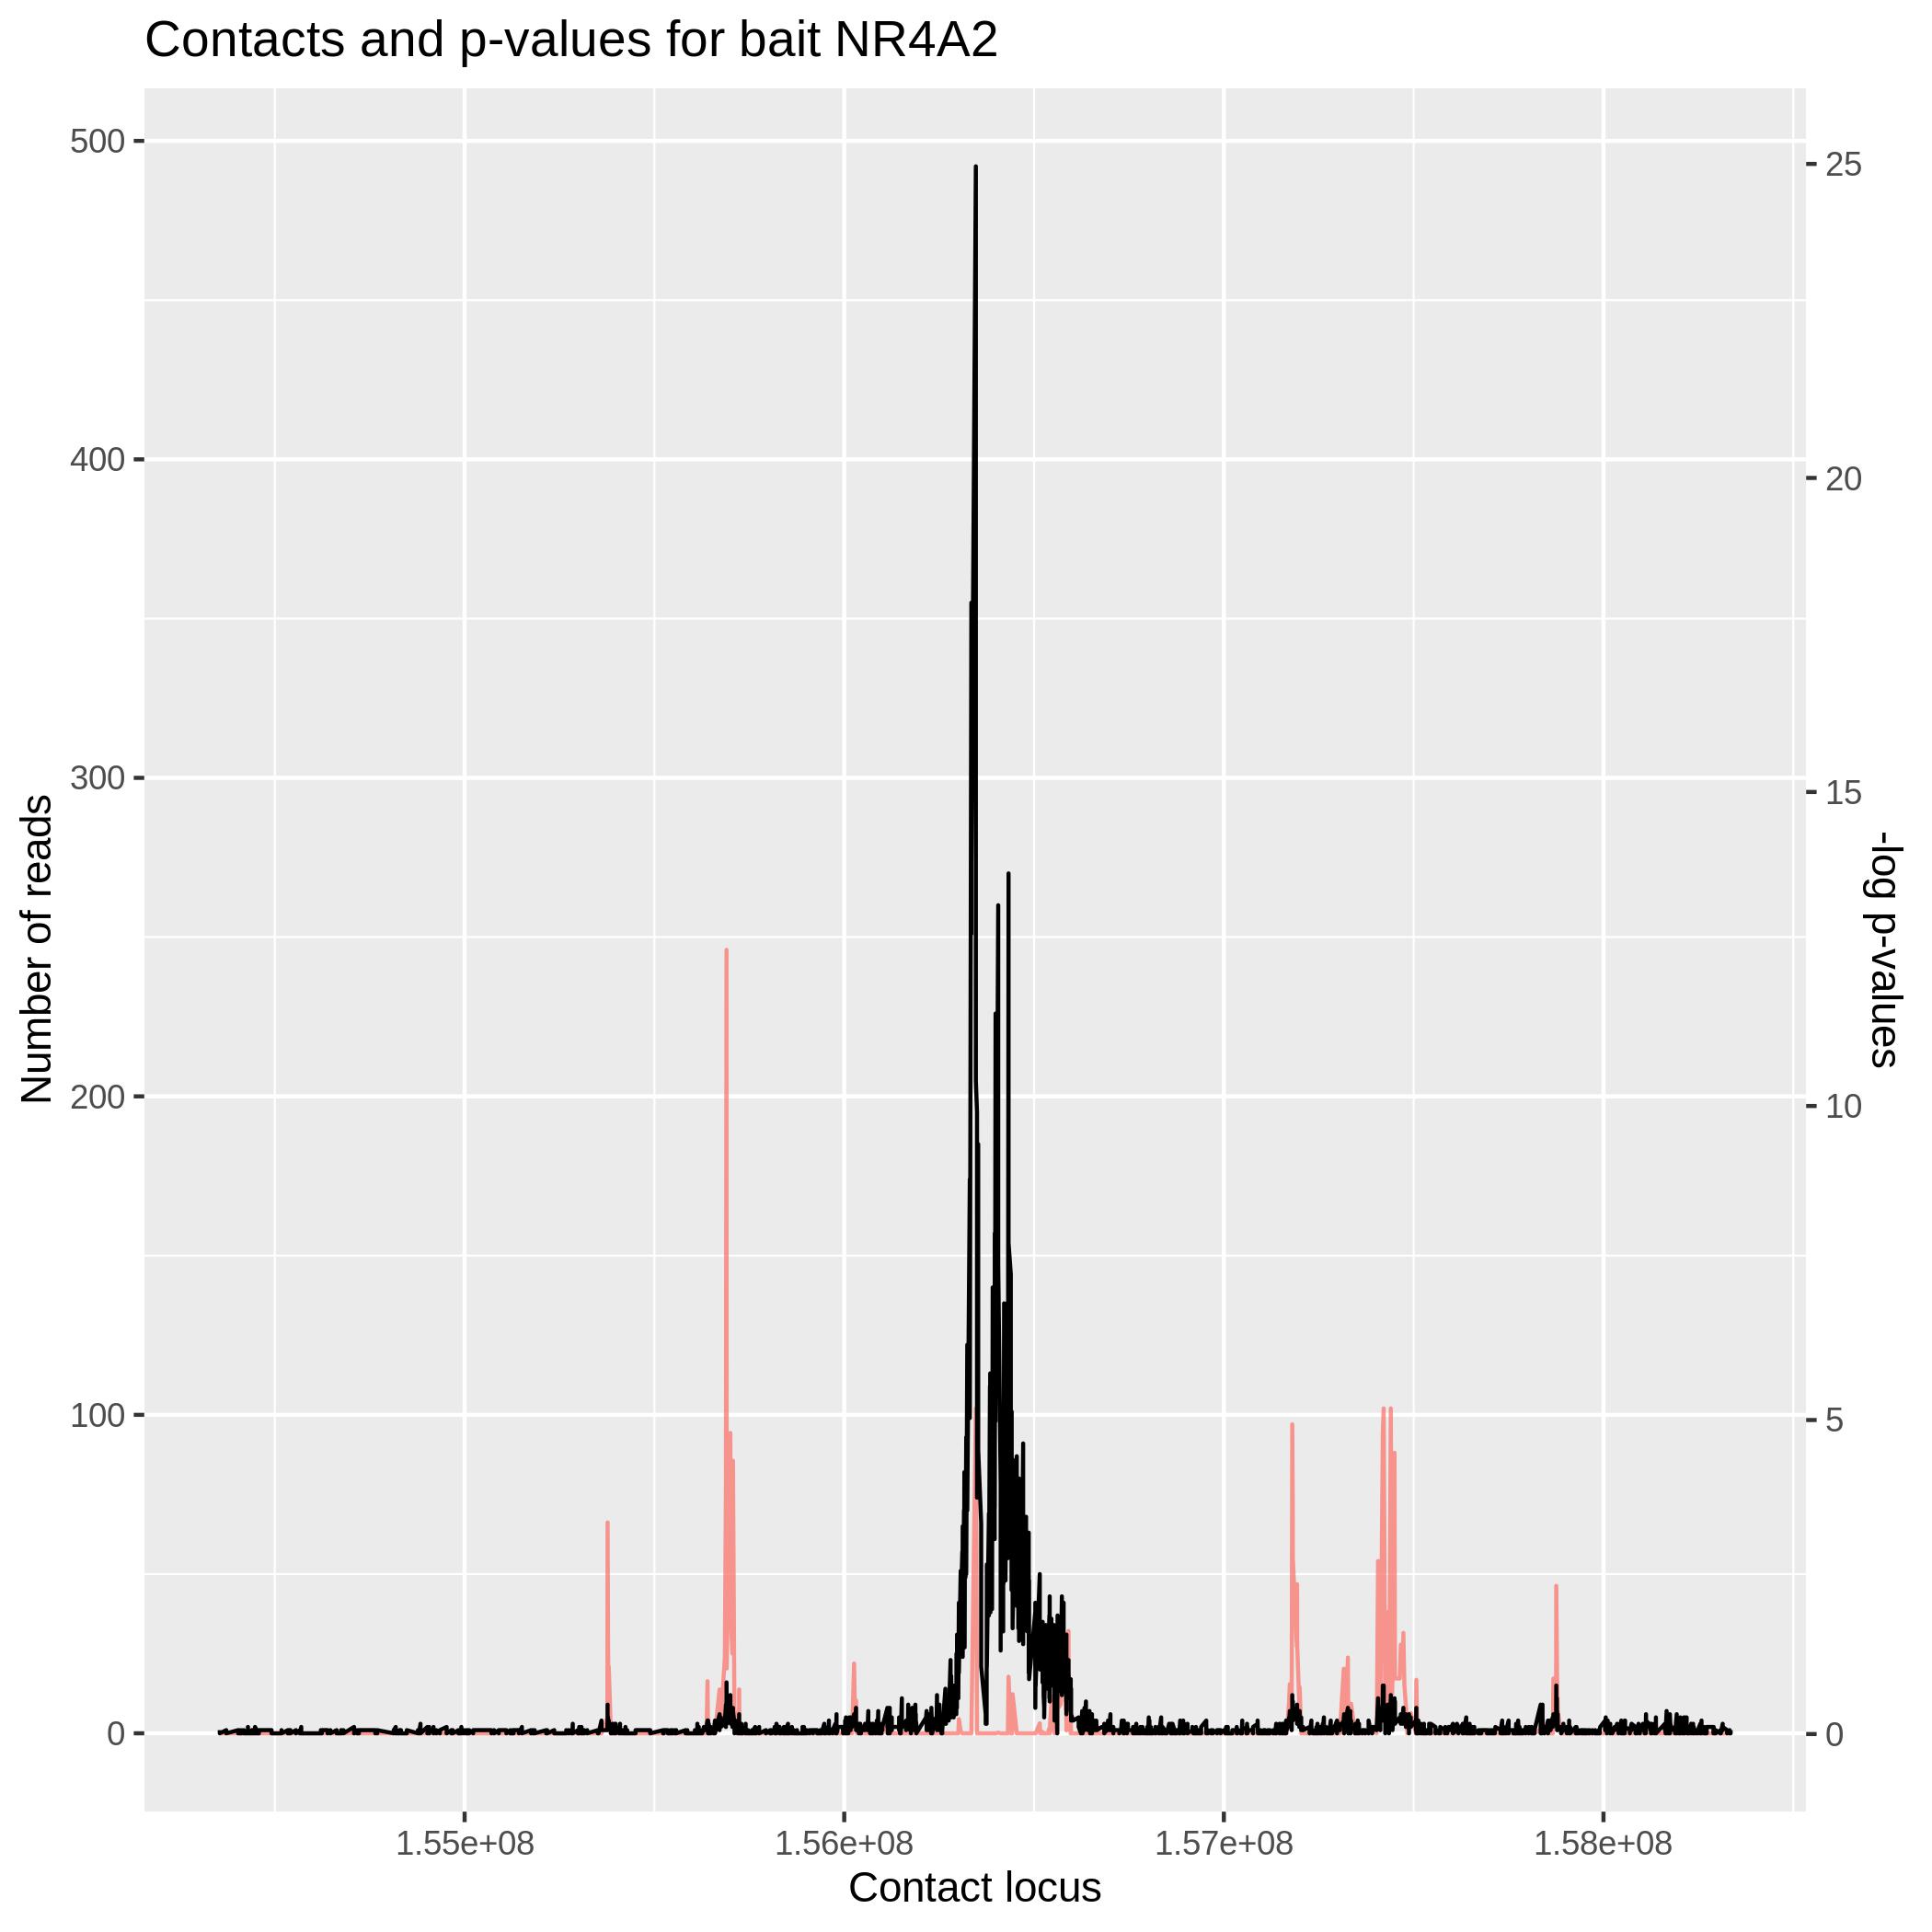 Contacts and p-values for bait NR4A2
500
400
300
200
100
0
Number of reads
25
20
15
10
5
0
-log p-values
1.55e+08
1.56e+08
1.57e+08
1.58e+08
Contact locus